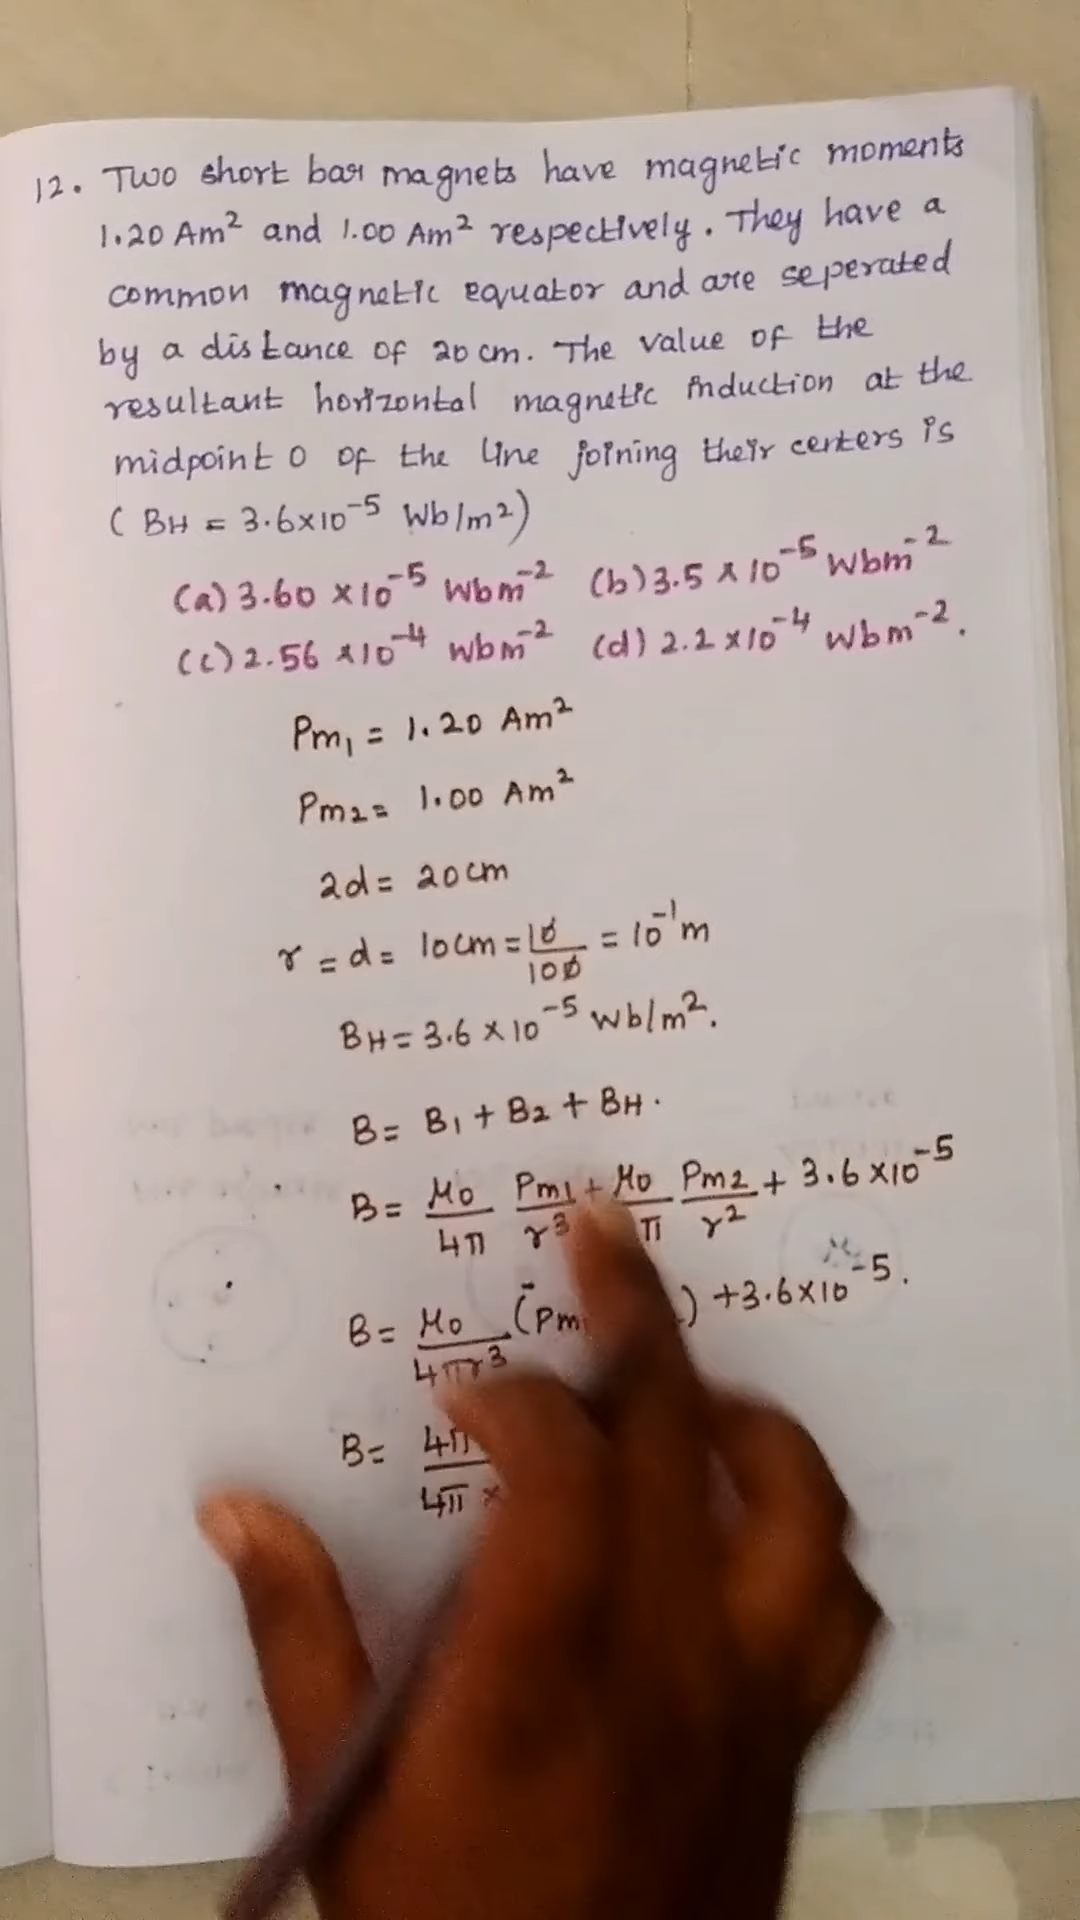 12. Two short bar magnets have magnetic moments
1.20 Am² and 1.00 Am² respectively. They have a
common magnetic equator and are seperated
by a distance of 20 cm. The value of the
resultant horizontal magnetic induction at the
midpoint O of the line joining their centers is
( BH = 3.6×10⁻⁵ Wb/m²)
(a) 3.60 ×10⁻⁵ Wbm⁻² (b) 3.5 × 10⁻⁵ Wbm⁻²
(c) 2.56 ×10⁻⁴ Wbm⁻² (d) 2.2 ×10⁻⁴ Wbm⁻².
Pm₁ = 1.20 Am²
Pm₂ = 1.00 Am²
2d = 20cm
r = d = 10cm = 10/100 = 10⁻¹m
BH = 3.6 × 10⁻⁵ Wb/m².
B = B₁ + B₂ + BH.
B = μ₀/4π Pm₁/r³ + μ₀/π Pm₂/r² + 3.6×10⁻⁵
B = μ₀/4πr³ (Pm ) +3.6×10⁻⁵.
B = 4π/4π ×